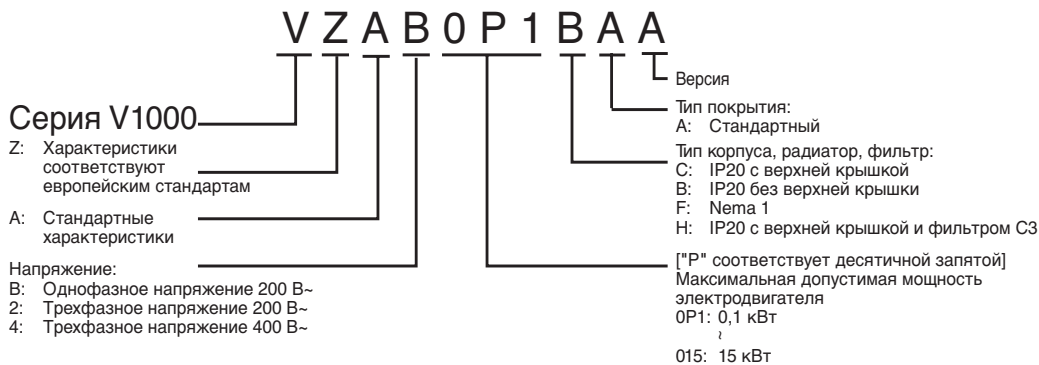 V Z A B 0 P 1 B A A
Версия
Серия V1000
Z: Характеристики
соответствуют
европейским стандартам
A: Стандартные
характеристики
Напряжение:
B: Однофазное напряжение 200 В~
2: Трехфазное напряжение 200 В~
4: Трехфазное напряжение 400 В~
Тип покрытия:
A: Стандартный
Тип корпуса, радиатор, фильтр:
C: IP20 с верхней крышкой
B: IP20 без верхней крышки
F: Nema 1
H: IP20 с верхней крышкой и фильтром C3
["P" соответствует десятичной запятой]
Максимальная допустимая мощность
электродвигателя
0P1: 0,1 кВт
~
015: 15 кВт